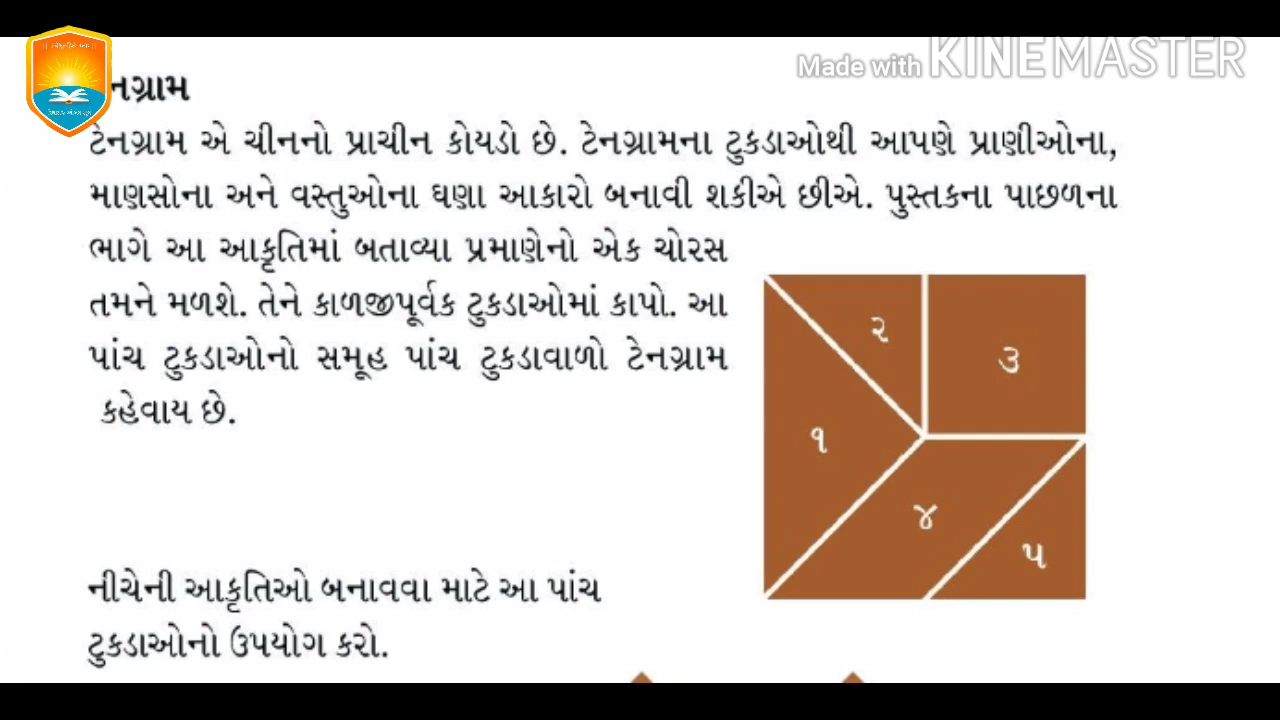 Made with KINEMASTER
નગ્રામ
ટેનગ્રામ એ ચીનનો પ્રાચીન કોયડો છે. ટેનગ્રામના ટુકડાઓથી આપણે પ્રાણીઓના,
માણસોના અને વસ્તુઓના ઘણા આકારો બનાવી શકીએ છીએ. પુસ્તકના પાછળના
ભાગે આ આકૃતિમાં બતાવ્યા પ્રમાણેનો એક ચોરસ
તમને મળશે. તેને કાળજીપૂર્વક ટુકડાઓમાં કાપો. આ
પાંચ ટુકડાઓનો સમૂહ પાંચ ટુકડાવાળો ટેનગ્રામ
કહેવાય છે.
૨
૩
૧
૪
૫
નીચેની આકૃતિઓ બનાવવા માટે આ પાંચ
ટુકડાઓનો ઉપયોગ કરો.